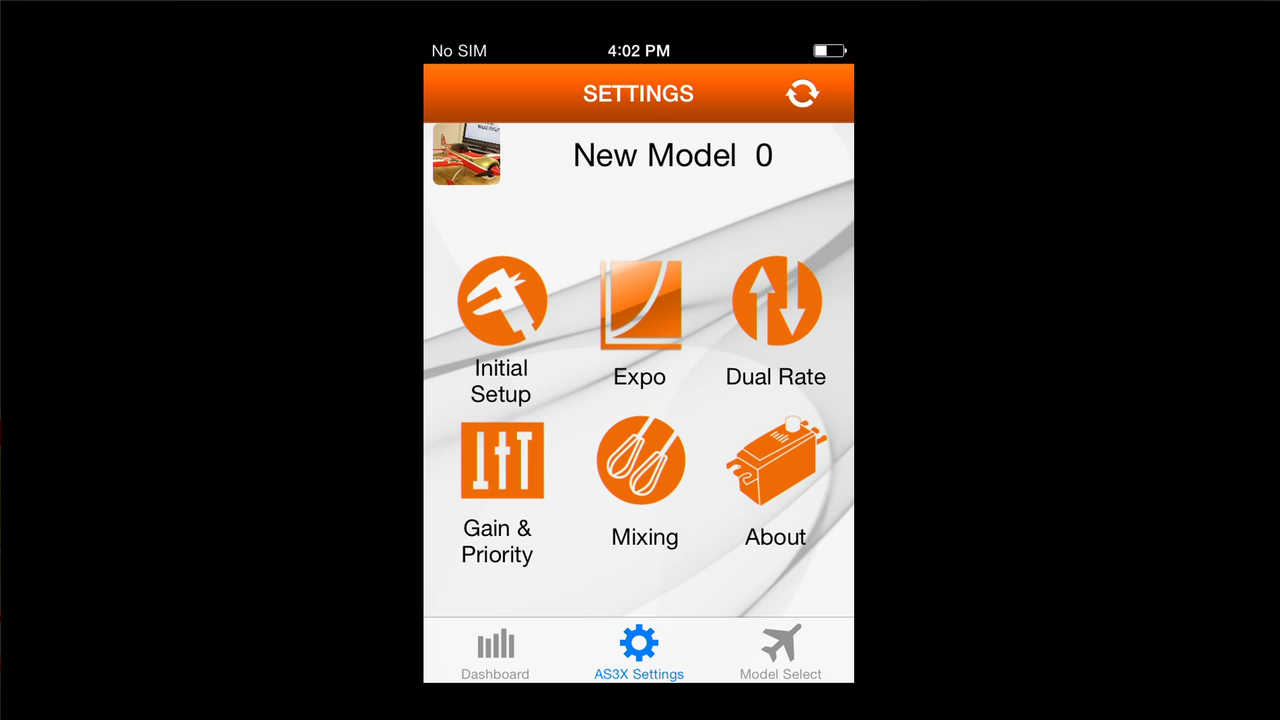 No SIM 4:02 PM
SETTINGS
New Model 0
Initial
Setup
Expo
Dual Rate
Gain &
Priority
Mixing
About
Dashboard
AS3X Settings
Model Select